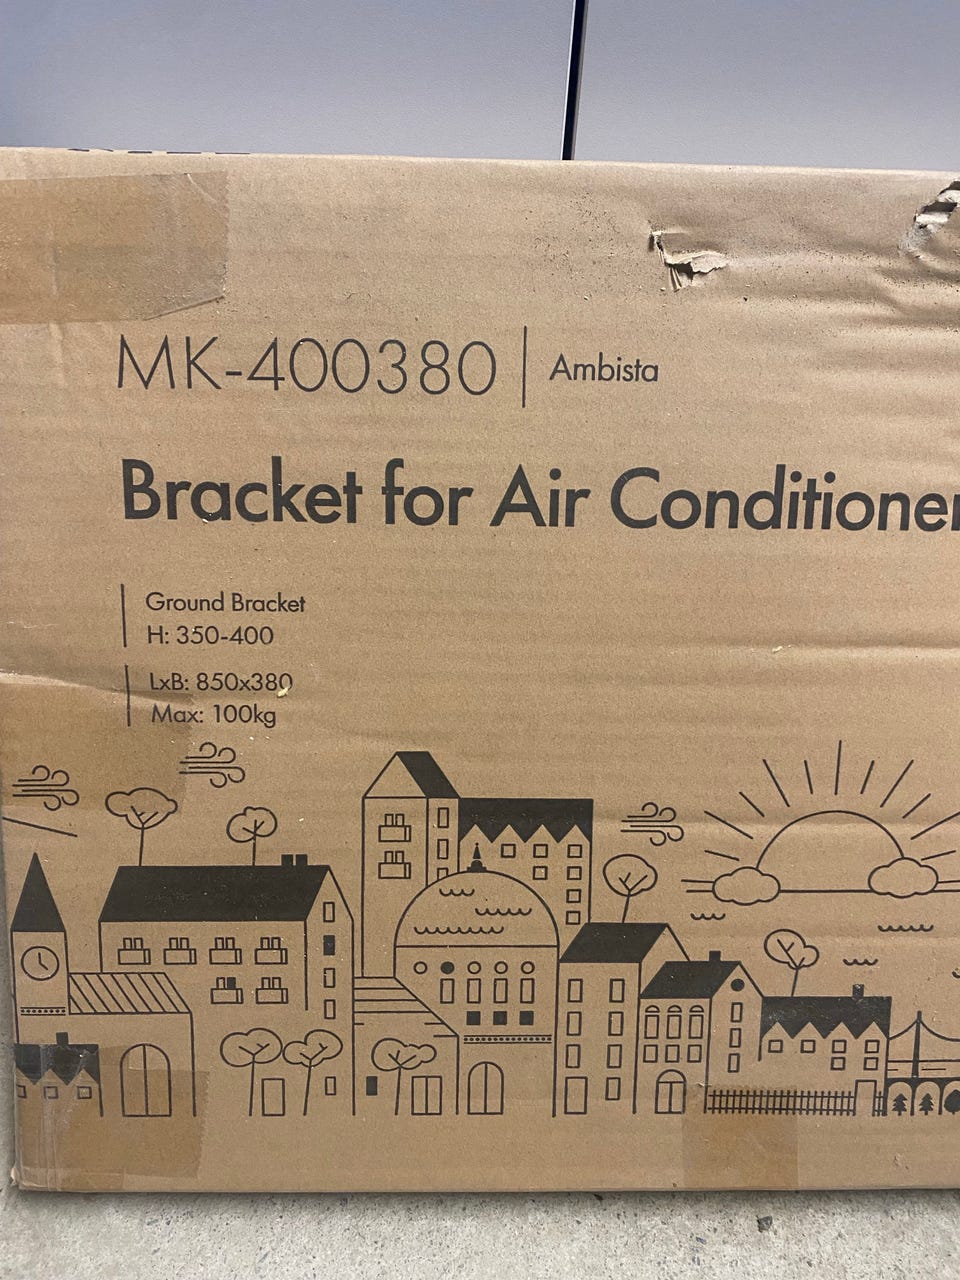 MK-400380 | Ambista
Bracket for Air Conditioner
Ground Bracket
H: 350-400
LxB: 850x380
Max: 100kg